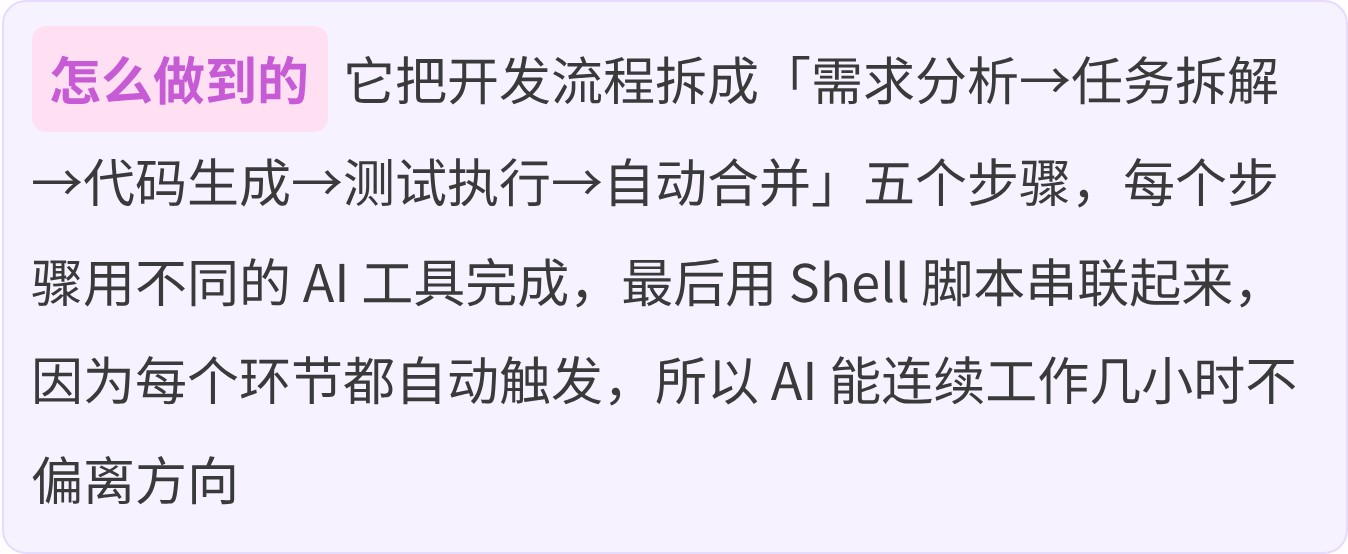 怎么做到的 它把开发流程拆成「需求分析→任务拆解
→代码生成→测试执行→自动合并」五个步骤，每个步
骤用不同的 AI 工具完成，最后用 Shell 脚本串联起来，
因为每个环节都自动触发，所以 AI 能连续工作几小时不
偏离方向